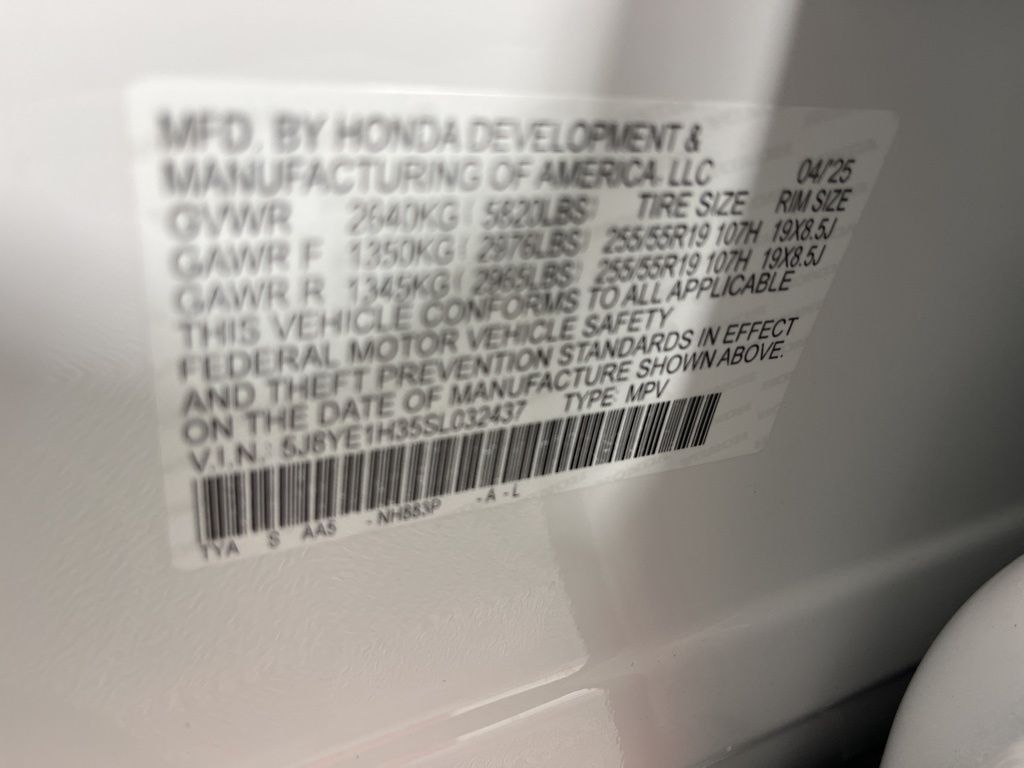 MFD. BY HONDA DEVELOPMENT &
MANUFACTURING OF AMERICA, LLC 04/'25
GVWR 2640KG ( 5820LBS) TIRE SIZE RIM SIZE
GAWR F 1350KG ( 2976LBS) 255/55R19 107H 19X8.5J
GAWR R 1345KG ( 2965LBS) 255/55R19 107H 19X8.5J
THIS VEHICLE CONFORMS TO ALL APPLICABLE
FEDERAL MOTOR VEHICLE SAFETY
AND THEFT PREVENTION STANDARDS IN EFFECT
ON THE DATE OF MANUFACTURE SHOWN ABOVE.
V.I.N.: 5J8YE1H35SL032437 TYPE: MPV
TYA S AA5 - NH883P - A - L